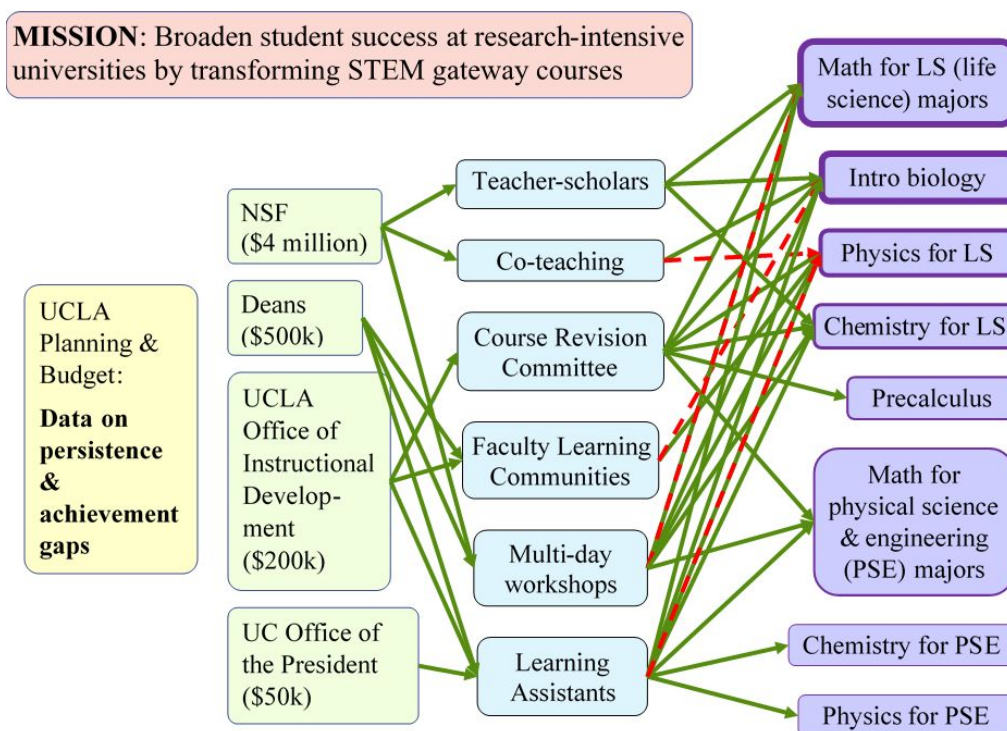 MISSION: Broaden student success at research-intensive
universities by transforming STEM gateway courses
UCLA
Planning &
Budget:
Data on
persistence
&
achievement
gaps
NSF
($4 million)
Deans
($500k)
UCLA
Office of
Instructional
Develop-
ment
($200k)
UC Office of
the President
($50k)
Teacher-scholars
Co-teaching
Course Revision
Committee
Faculty Learning
Communities
Multi-day
workshops
Learning
Assistants
Math for LS (life
science) majors
Intro biology
Physics for LS
Chemistry for LS
Precalculus
Math for
physical science
& engineering
(PSE) majors
Chemistry for PSE
Physics for PSE